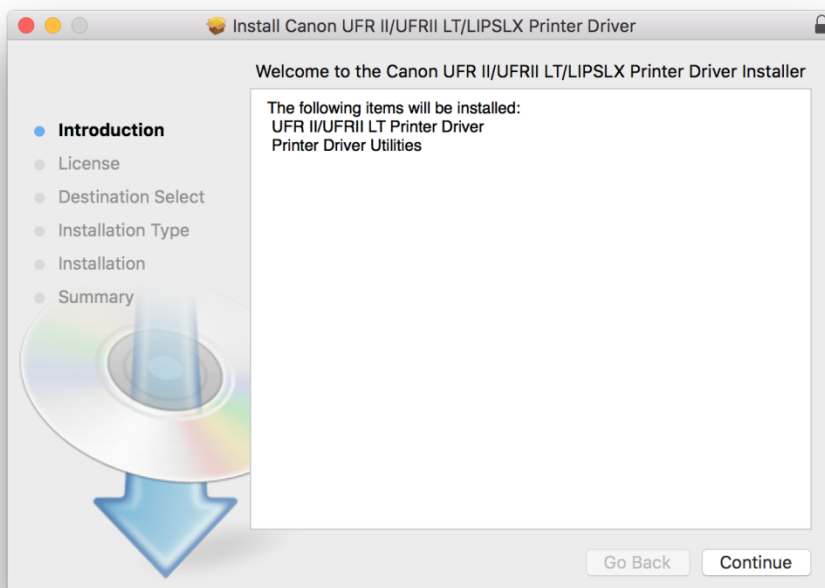 Install Canon UFR II/UFRII LT/LIPSLX Printer Driver
Welcome to the Canon UFR II/UFRII LT/LIPSLX Printer Driver Installer
Introduction
License
Destination Select
Installation Type
Installation
Summary
The following items will be installed:
UFR II/UFRII LT Printer Driver
Printer Driver Utilities
Go Back
Continue